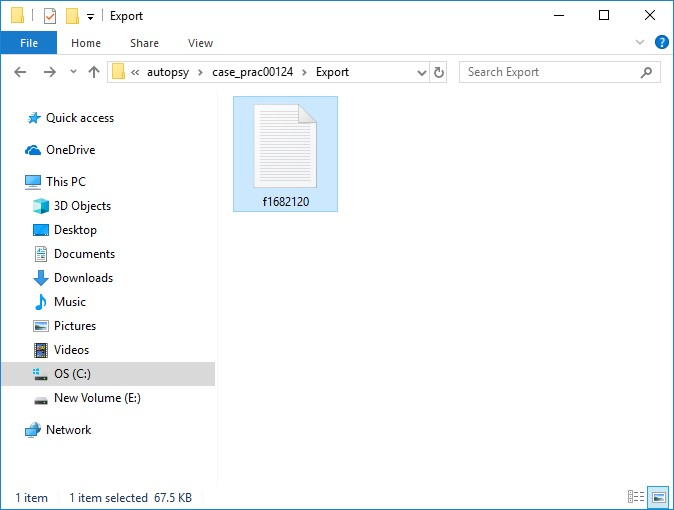 Export
File Home Share View
« autopsy > case_prac00124 > Export
Search Export
Quick access
OneDrive
This PC
3D Objects
Desktop
Documents
Downloads
Music
Pictures
Videos
OS (C:)
New Volume (E:)
Network
f1682120
1 item 1 item selected 67.5 KB